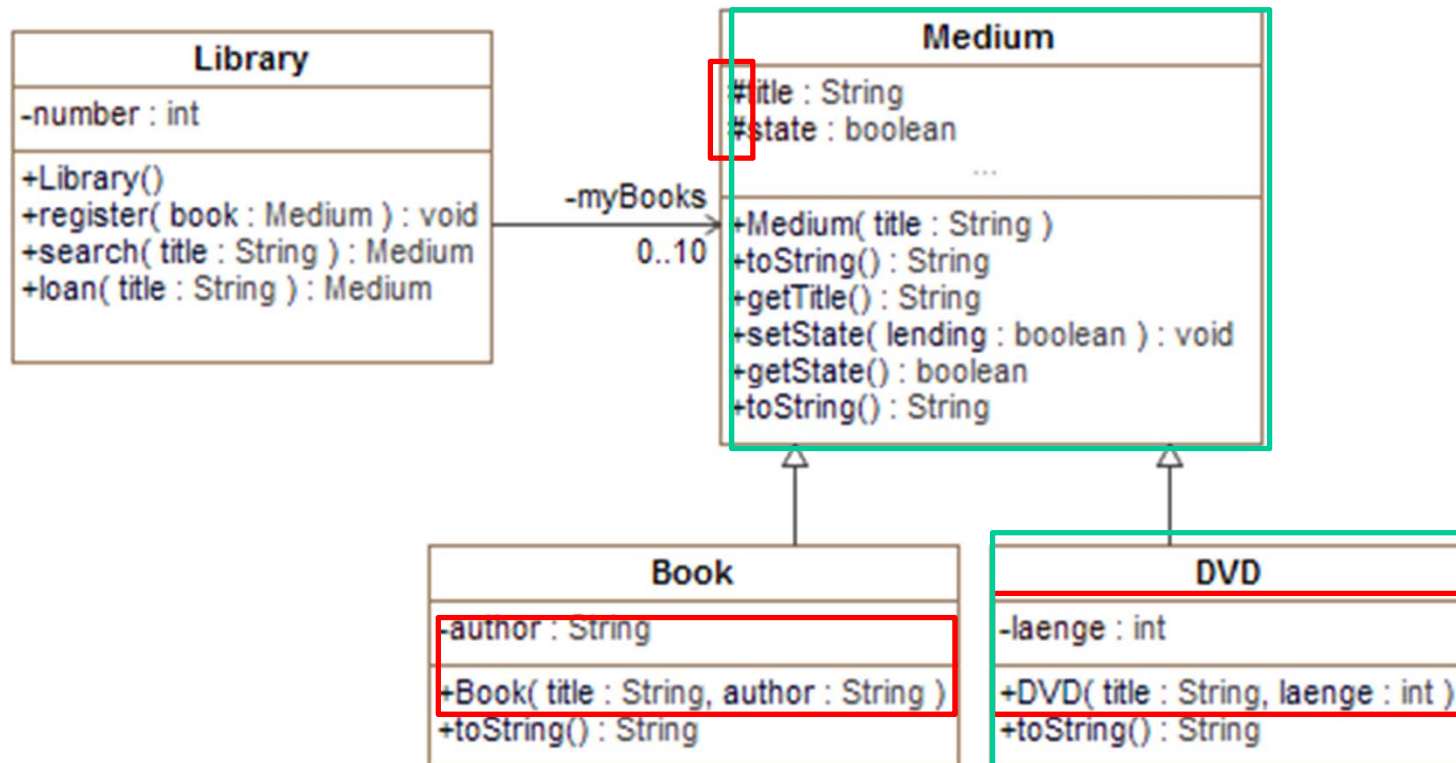 Library
-number : int
+Library()
+register( book : Medium ) : void
+search( title : String ) : Medium
+loan( title : String ) : Medium
-myBooks
0..10
Medium
#title : String
#state : boolean
...
+Medium( title : String )
+toString() : String
+getTitle() : String
+setState( lending : boolean ) : void
+getState() : boolean
+toString() : String
Book
-author : String
+Book( title : String, author : String )
+toString() : String
DVD
-laenge : int
+DVD( title : String, laenge : int )
+toString() : String